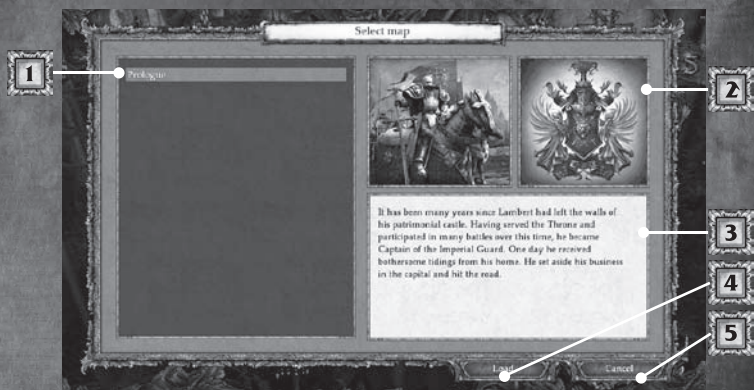 Select map
1
Prologue
2
It has been many years since Lambert had left the walls of
his patrimonial castle. Having served the Throne and
participated in many battles over this time, he became
Captain of the Imperial Guard. One day he received
bothersome tidings from his home. He set aside his business
in the capital and hit the road.
3
4
5
Load
Cancel